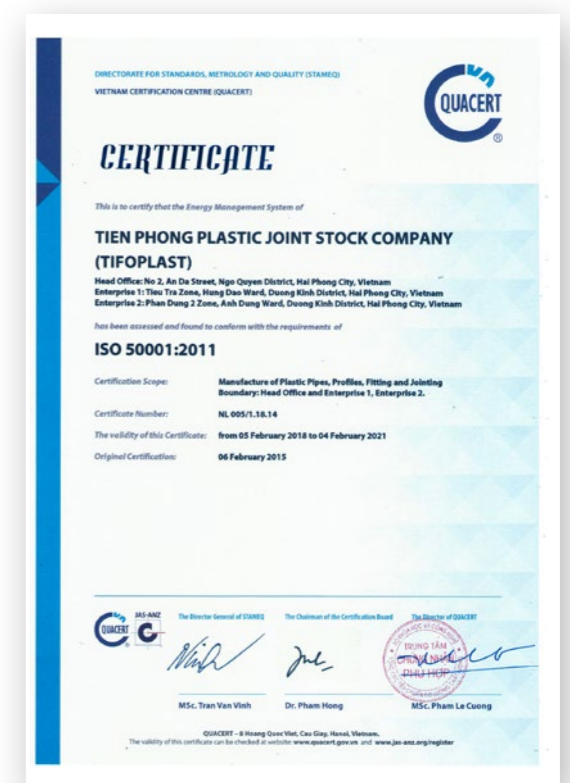 DIRECTORATE FOR STANDARDS, METROLOGY AND QUALITY (STAMEQ)
VIETNAM CERTIFICATION CENTRE (QUACERT)
QUACERT
®
CERTIFICATE
This is to certify that the Energy Management System of
TIEN PHONG PLASTIC JOINT STOCK COMPANY
(TIFOPLAST)
Head Office: No 2, An Da Street, Ngo Quyen District, Hai Phong City, Vietnam
Enterprise 1: Tieu Tra Zone, Hung Dao Ward, Duong Kinh District, Hai Phong City, Vietnam
Enterprise 2: Phan Dung 2 Zone, Anh Dung Ward, Duong Kinh District, Hai Phong City, Vietnam
has been assessed and found to conform with the requirements of
ISO 50001:2011
Certification Scope: Manufacture of Plastic Pipes, Profiles, Fitting and Jointing
Boundary: Head Office and Enterprise 1, Enterprise 2.
Certificate Number: NL 005/1.18.14
The validity of this Certificate: from 05 February 2018 to 04 February 2021
Original Certification: 06 February 2015
QUACERT
JAS-ANZ
The Director General of STAMEQ The Chairman of the Certification Board The Director of QUACERT
TRUNG TÂM
CHỨNG NHẬN
PHÙ HỢP
MSc. Tran Van Vinh Dr. Pham Hong MSc. Pham Le Cuong
QUACERT – 8 Hoang Quoc Viet, Cau Giay, Hanoi, Vietnam.
The validity of this certificate can be checked at website: www.quacert.gov.vn and www.jas-anz.org/register